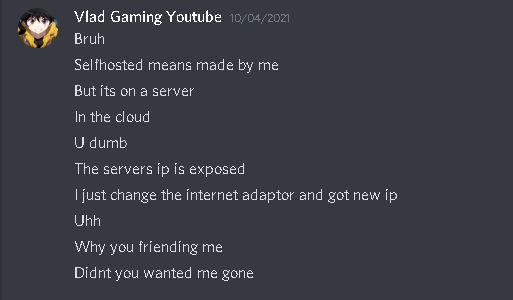 Vlad Gaming Youtube 10/04/2021
Bruh
Selfhosted means made by me
But its on a server
In the cloud
U dumb
The servers ip is exposed
I just change the internet adaptor and got new ip
Uhh
Why you friending me
Didnt you wanted me gone